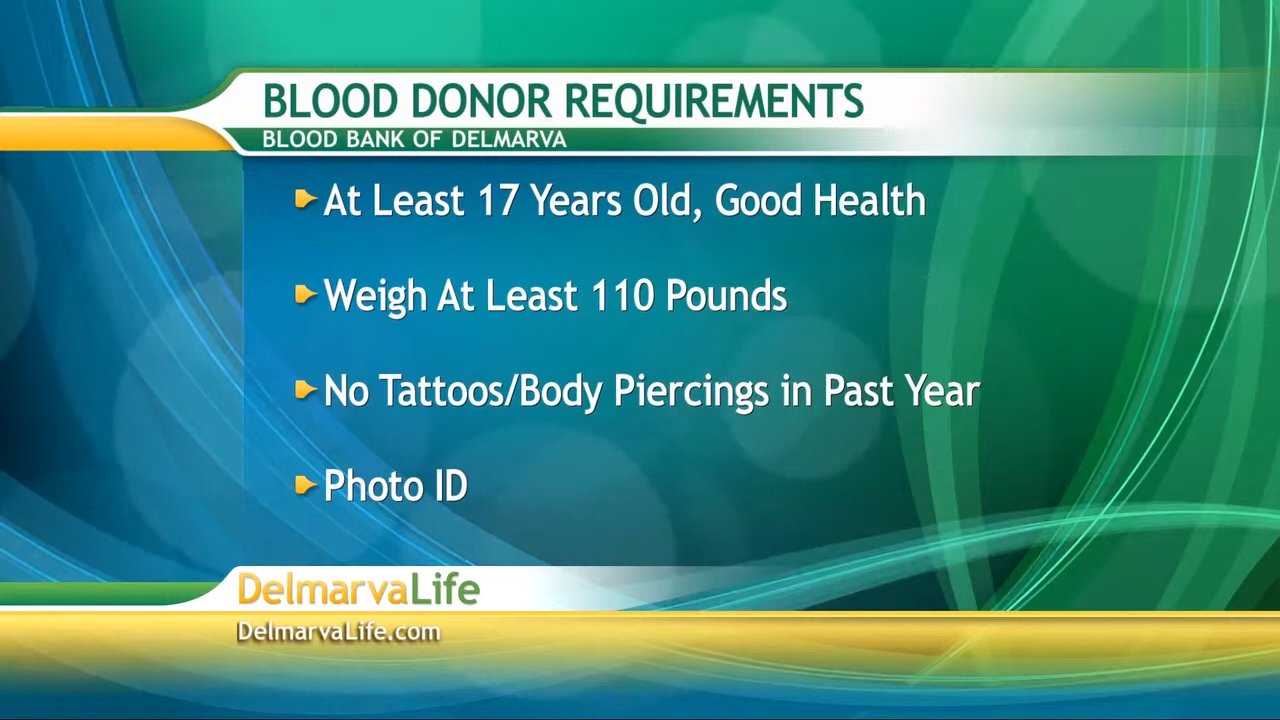 BLOOD DONOR REQUIREMENTS
BLOOD BANK OF DELMARVA
At Least 17 Years Old, Good Health
Weigh At Least 110 Pounds
No Tattoos/Body Piercings in Past Year
Photo ID
DelmarvaLife
DelmarvaLife.com